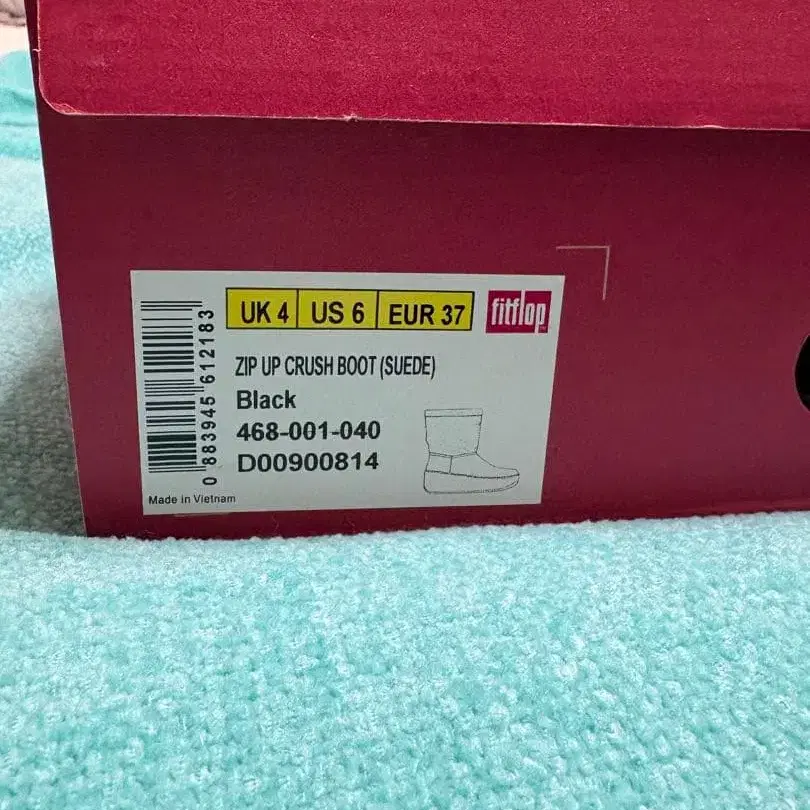 UK 4 US 6 EUR 37 fitflop
ZIP UP CRUSH BOOT (SUEDE)
Black
468-001-040
D00900814
0 883945 612183
Made in Vietnam